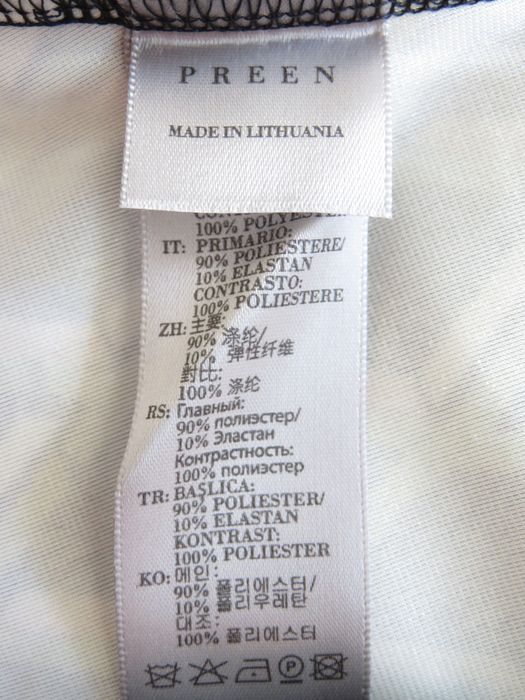 PREEN
MADE IN LITHUANIA
100% POLYESTER
IT: PRIMARIO:
90% POLIESTERE/
10% ELASTAN
CONTRASTO:
100% POLIESTERE
ZH: 主要:
90% 涤纶/
10% 弹性纤维
對比:
100% 涤纶
RS: Главный:
90% полиэстер/
10% Эластан
Контрастность:
100% полиэстер
TR: BAŞLICA:
90% POLIESTER/
10% ELASTAN
KONTRAST:
100% POLIESTER
KO: 메인:
90% 폴리에스터/
10% 폴리우레탄
대조:
100% 폴리에스터
P